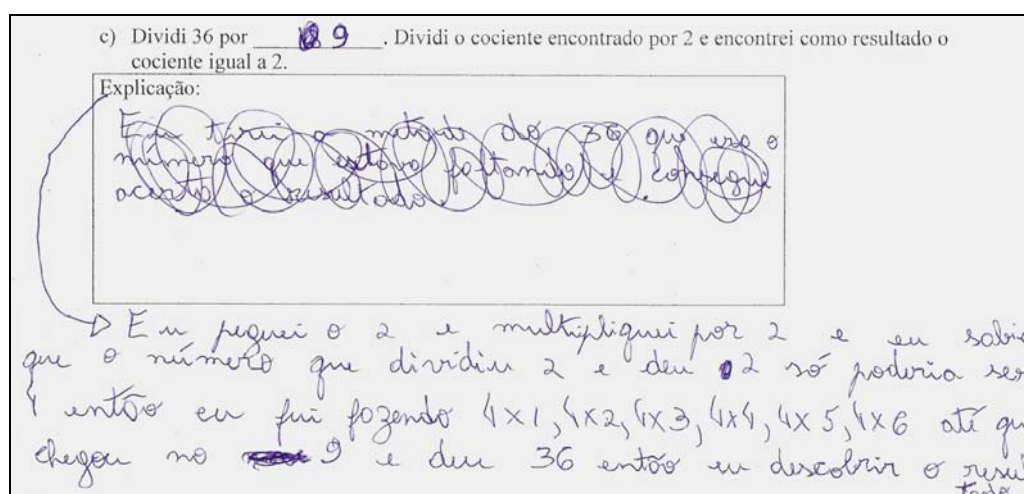 c) Dividi 36 por 9. Dividi o cociente encontrado por 2 e encontrei como resultado o
cociente igual a 2.
Explicação:
Eu tirei a metade do 36 que era o
número que estava faltando e consegui
acerta o resultado.
Eu peguei o 2 e multipliquei por 2 e eu sabia
que o número que dividiu 2 e deu 2 só poderia ser
4 então eu fui fazendo 4x1, 4x2, 4x3, 4x4, 4x5, 4x6 até que
chegou no 9 e deu 36 então eu descobrir o resul
tado